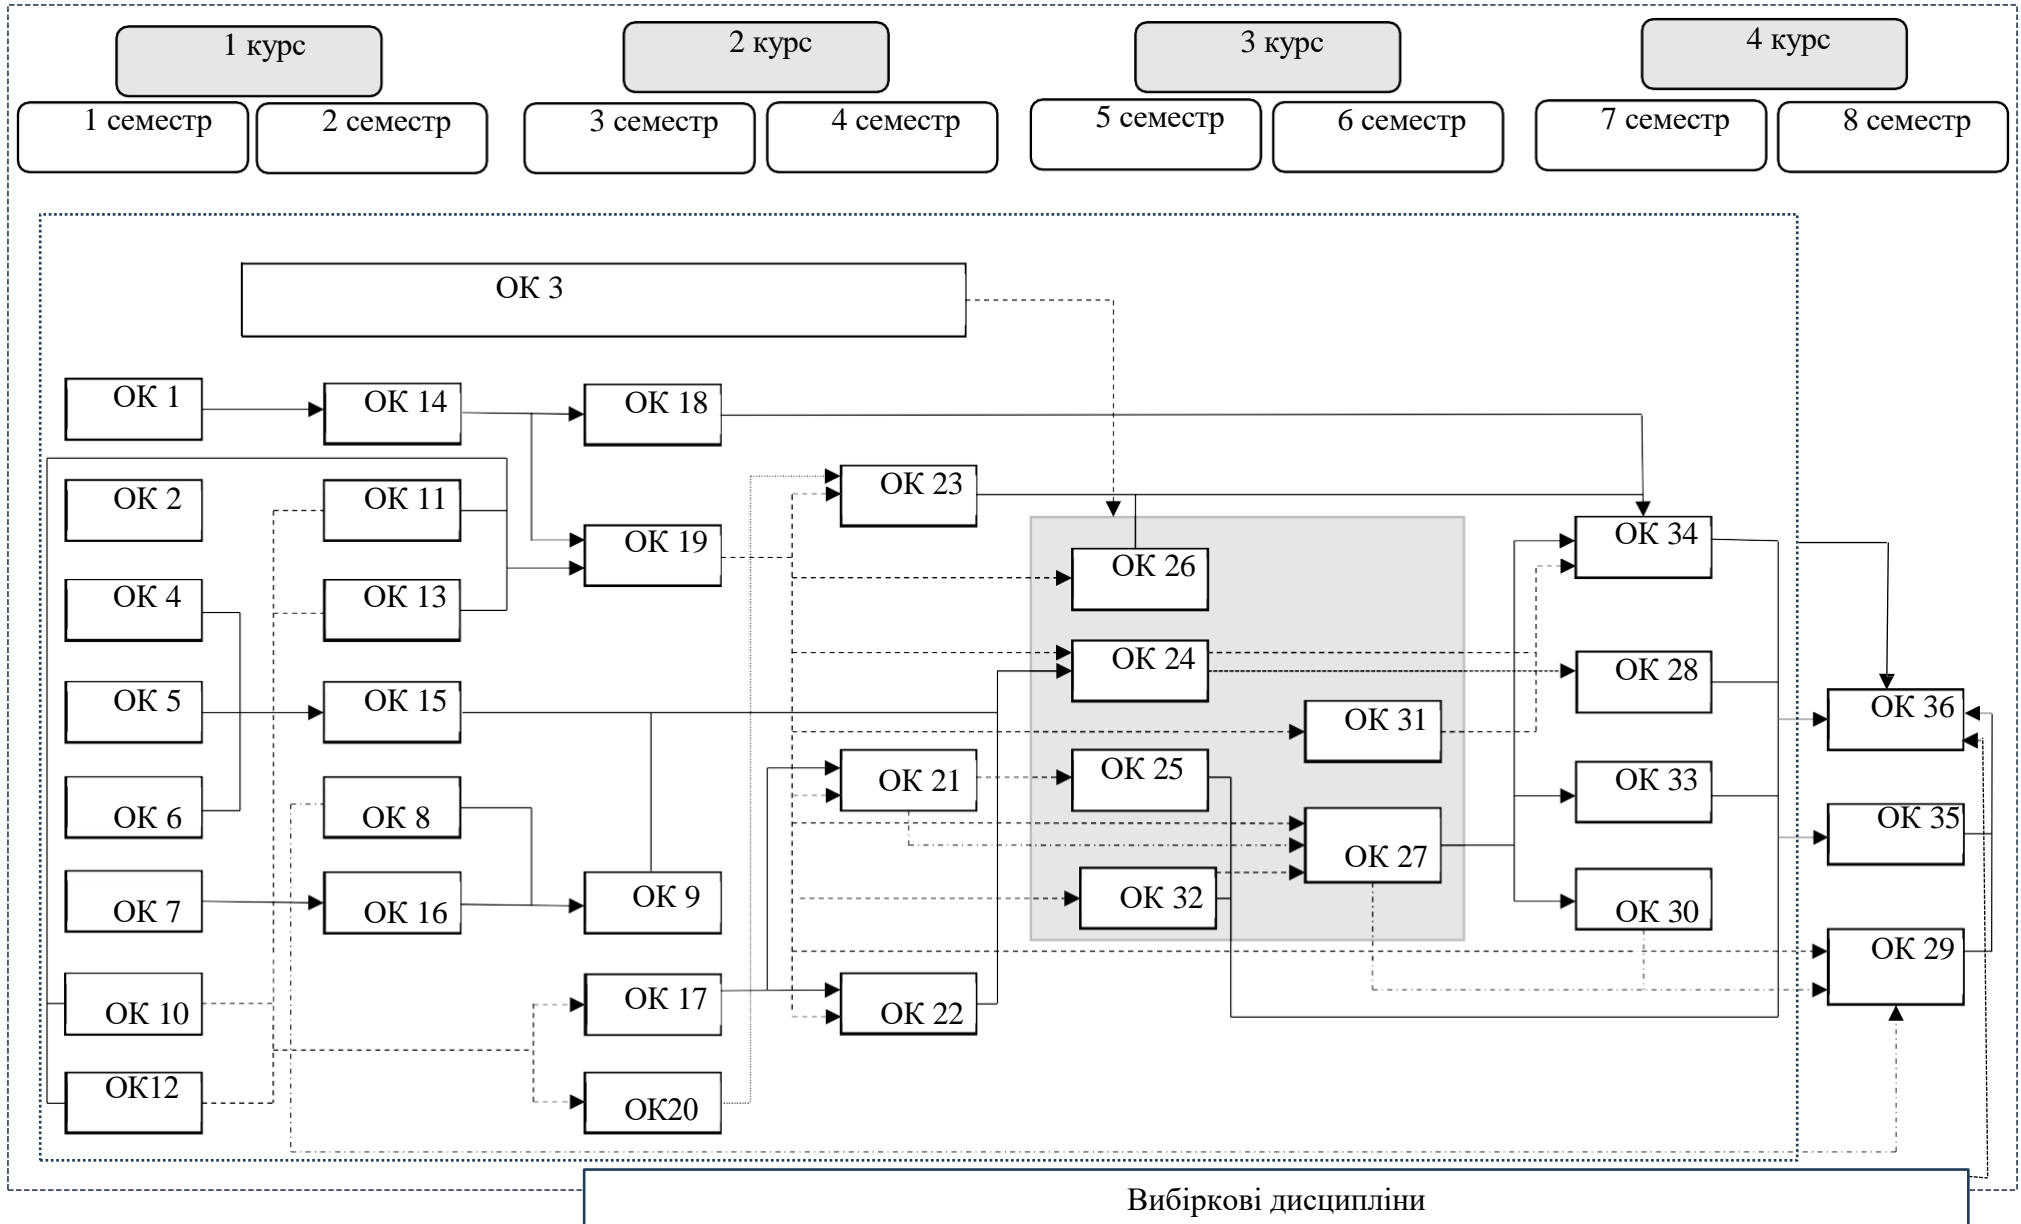 1 курс
2 курс
3 курс
4 курс
1 семестр
2 семестр
3 семестр
4 семестр
5 семестр
6 семестр
7 семестр
8 семестр
ОК 3
ОК 1
ОК 14
ОК 18
ОК 2
ОК 11
ОК 23
ОК 19
ОК 34
ОК 26
ОК 4
ОК 13
ОК 24
ОК 28
ОК 5
ОК 15
ОК 31
ОК 36
ОК 6
ОК 8
ОК 21
ОК 25
ОК 33
ОК 35
ОК 27
ОК 7
ОК 16
ОК 9
ОК 32
ОК 30
ОК 29
ОК 10
ОК 17
ОК 22
ОК12
ОК20
Вибіркові дисципліни